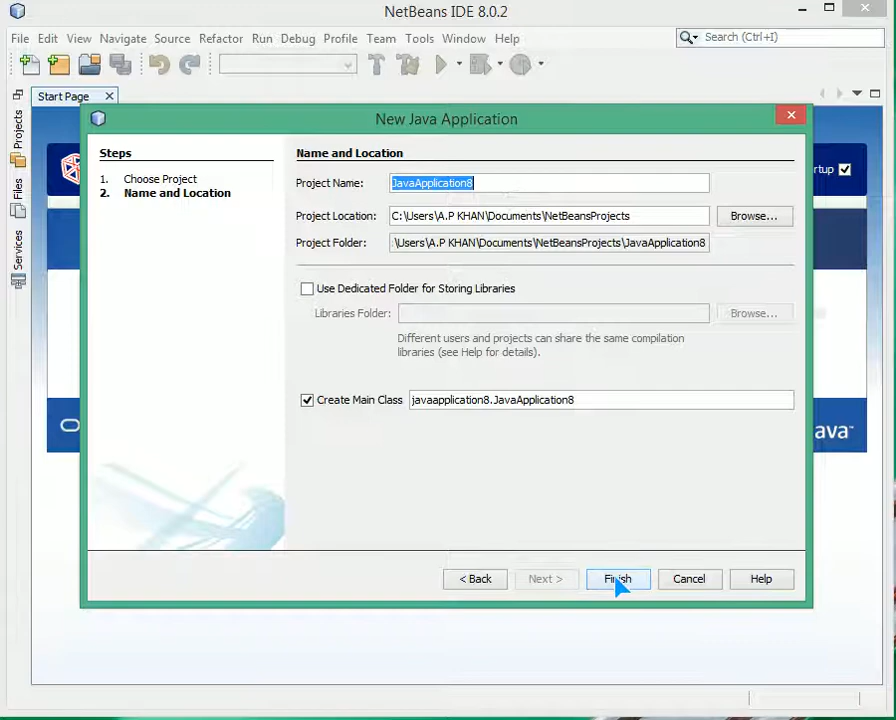 NetBeans IDE 8.0.2
File Edit View Navigate Source Refactor Run Debug Profile Team Tools Window Help
Search (Ctrl+I)
Start Page
Projects
Files
Services
New Java Application
Steps
1. Choose Project
2. Name and Location
Name and Location
Project Name: JavaApplication8
Project Location: C:\Users\A.P KHAN\Documents\NetBeansProjects Browse...
Project Folder: :\Users\A.P KHAN\Documents\NetBeansProjects\JavaApplication8
Use Dedicated Folder for Storing Libraries
Libraries Folder: Browse...
Different users and projects can share the same compilation
libraries (see Help for details).
Create Main Class javaapplication8.JavaApplication8
< Back Next > Finish Cancel Help